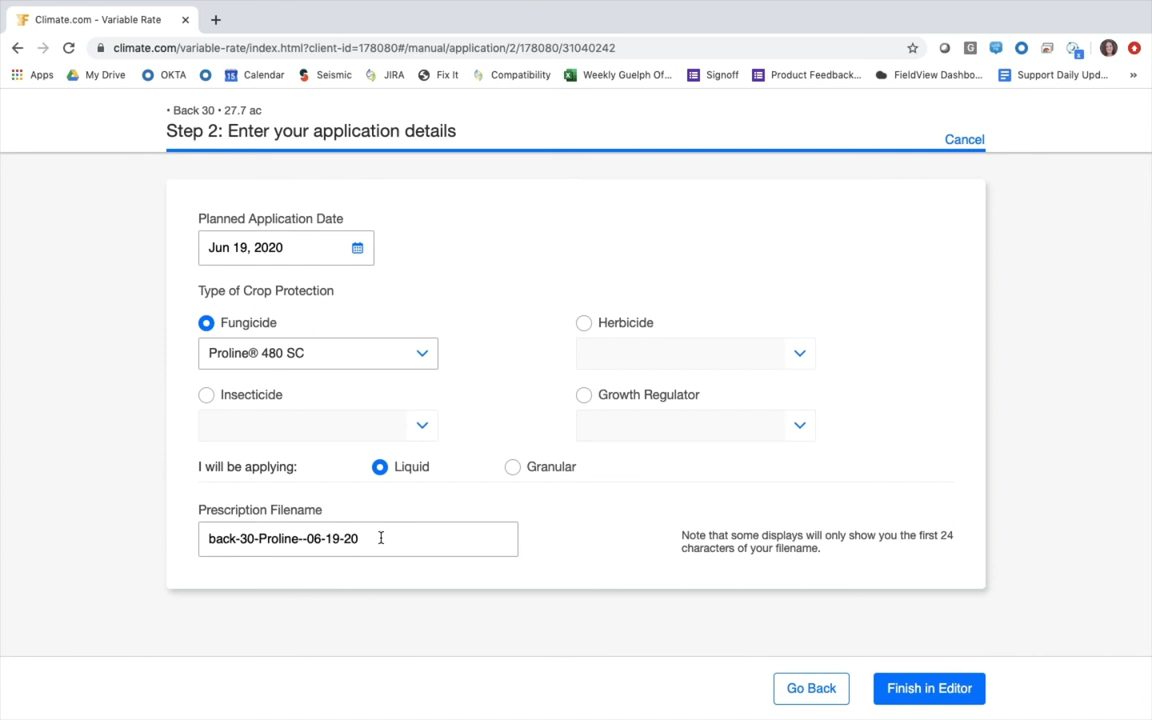 Climate.com - Variable Rate
climate.com/variable-rate/index.html?client-id=178080#/manual/application/2/178080/31040242
Apps My Drive OKTA 15 Calendar Seismic JIRA Fix It Compatibility Weekly Guelph Of... Signoff Product Feedback... FieldView Dashbo... Support Daily Upd... »
• Back 30 • 27.7 ac
Step 2: Enter your application details
Cancel
Planned Application Date
Jun 19, 2020
Type of Crop Protection
Fungicide Herbicide
Proline® 480 SC
Insecticide Growth Regulator
I will be applying: Liquid Granular
Prescription Filename
back-30-Proline--06-19-20
Note that some displays will only show you the first 24
characters of your filename.
Go Back Finish in Editor